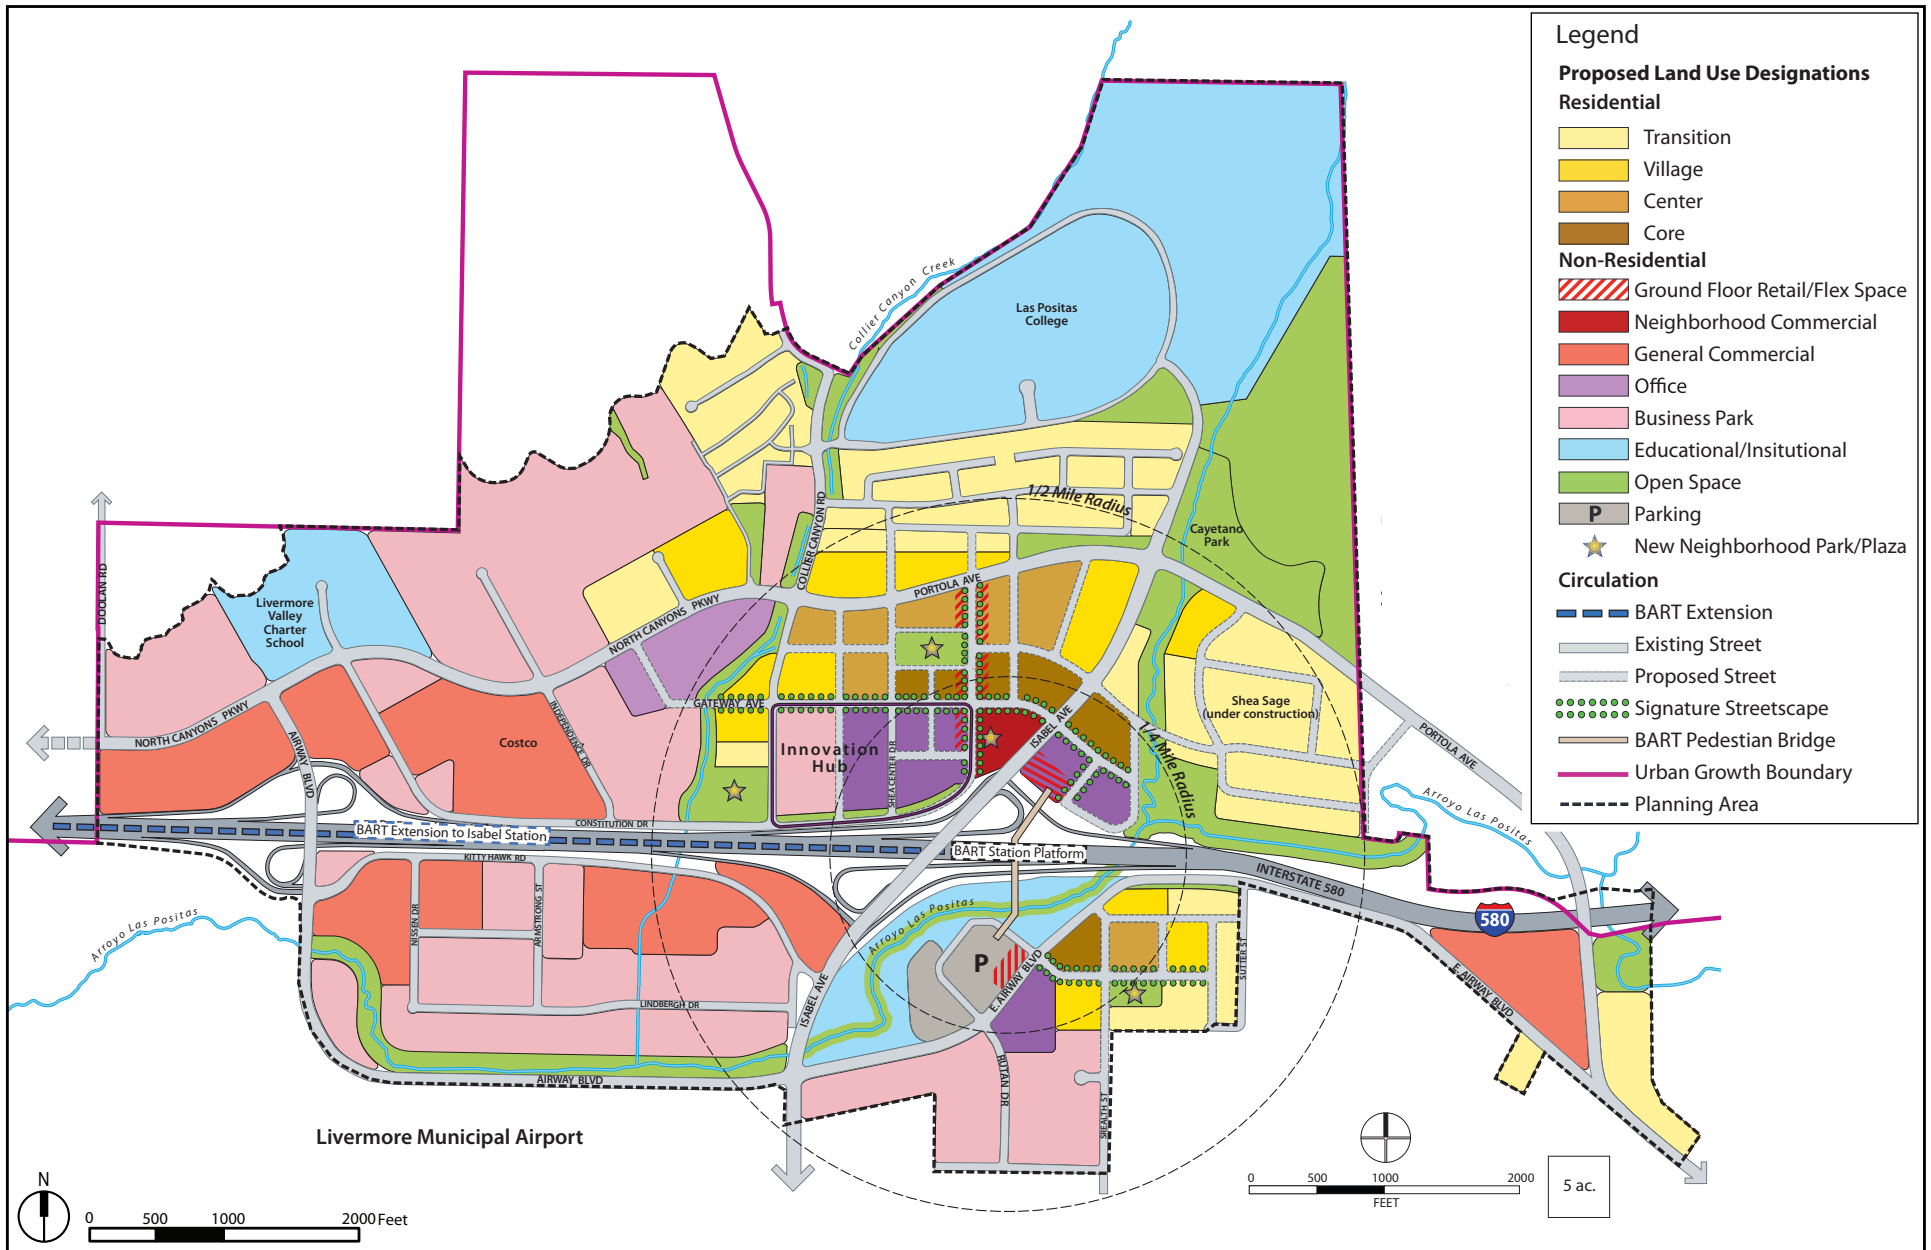 Legend
Proposed Land Use Designations
Residential
Transition
Village
Center
Core
Non-Residential
Ground Floor Retail/Flex Space
Neighborhood Commercial
General Commercial
Office
Business Park
Educational/Insitutional
Open Space
P Parking
New Neighborhood Park/Plaza
Circulation
BART Extension
Existing Street
Proposed Street
Signature Streetscape
BART Pedestian Bridge
Urban Growth Boundary
Planning Area
Collier Canyon Creek
Las Positas
College
1/2 Mile Radius
Cayetano
Park
COLLIER CANYON RD
DOOLAN RD
Livermore
Valley
Charter
School
PORTOLA AVE
NORTH CANYONS PKWY
GATEWAY AVE
NORTH CANYONS PKWY
AIRWAY BLVD
Costco
INDEPENDENCE DR
Innovation
Hub
SHEA CENTER DR
ISABEL AVE
1/4 Mile Radius
Shea Sage
(under construction)
PORTOLA AVE
Arroyo Las Positas
CONSTITUTION DR
BART Extension to Isabel Station
BART Station Platform
KITTY HAWK RD
INTERSTATE 580
580
NISSEN DR
ARMSTRONG ST
Arroyo Las Positas
Arroyo Las Positas
P
E. AIRWAY BLVD
SUTTER ST
E. AIRWAY BLVD
LINDBERGH DR
ISABEL AVE
AIRWAY BLVD
RUTAN DR
SREALTH ST
Livermore Municipal Airport
N
0 500 1000 2000 Feet
0 500 1000 2000
FEET
5 ac.